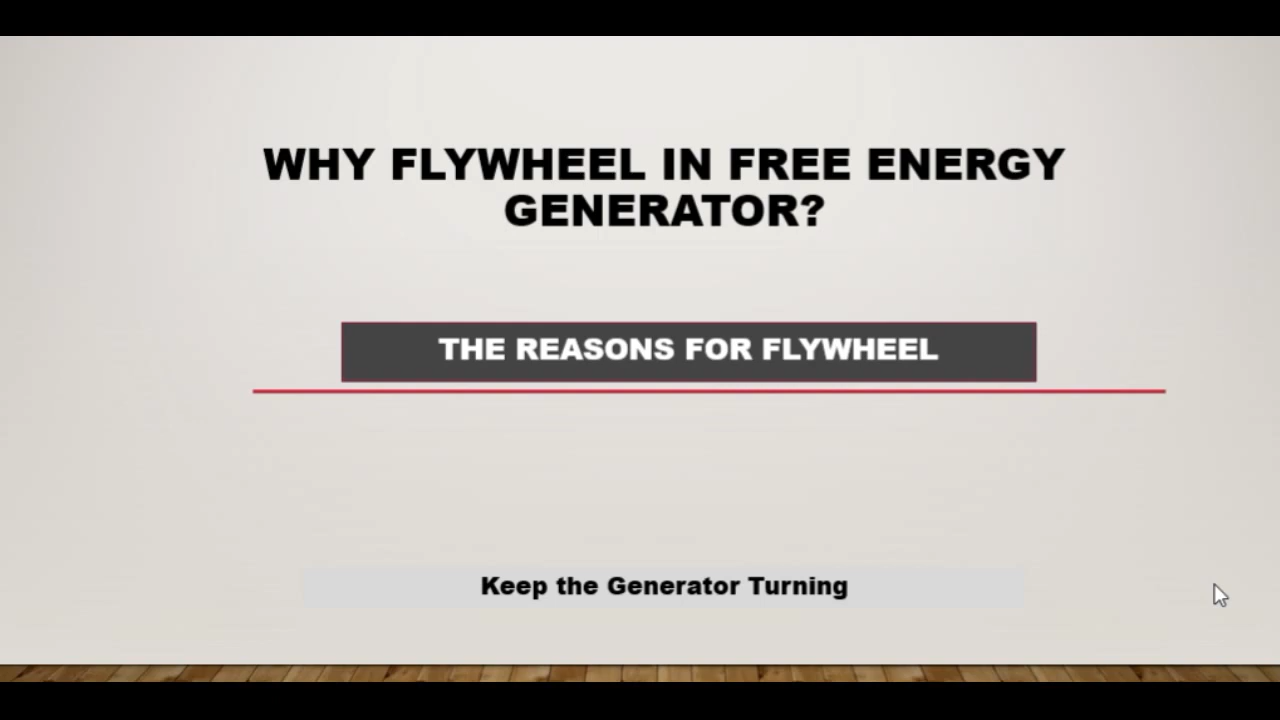 WHY FLYWHEEL IN FREE ENERGY
GENERATOR?
THE REASONS FOR FLYWHEEL
Keep the Generator Turning